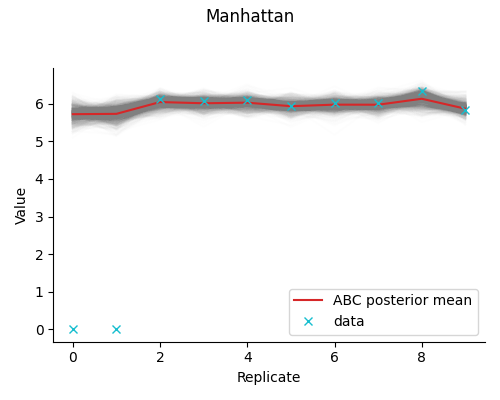 Manhattan
Value
6
5
4
3
2
1
0
ABC posterior mean
data
0 2 4 6 8
Replicate